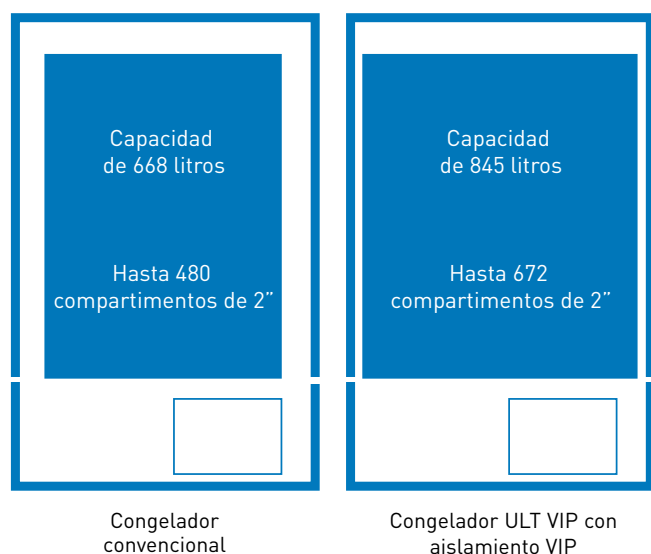 Capacidad
de 668 litros
Hasta 480
compartimentos de 2”
Congelador
convencional
Capacidad
de 845 litros
Hasta 672
compartimentos de 2”
Congelador ULT VIP con
aislamiento VIP